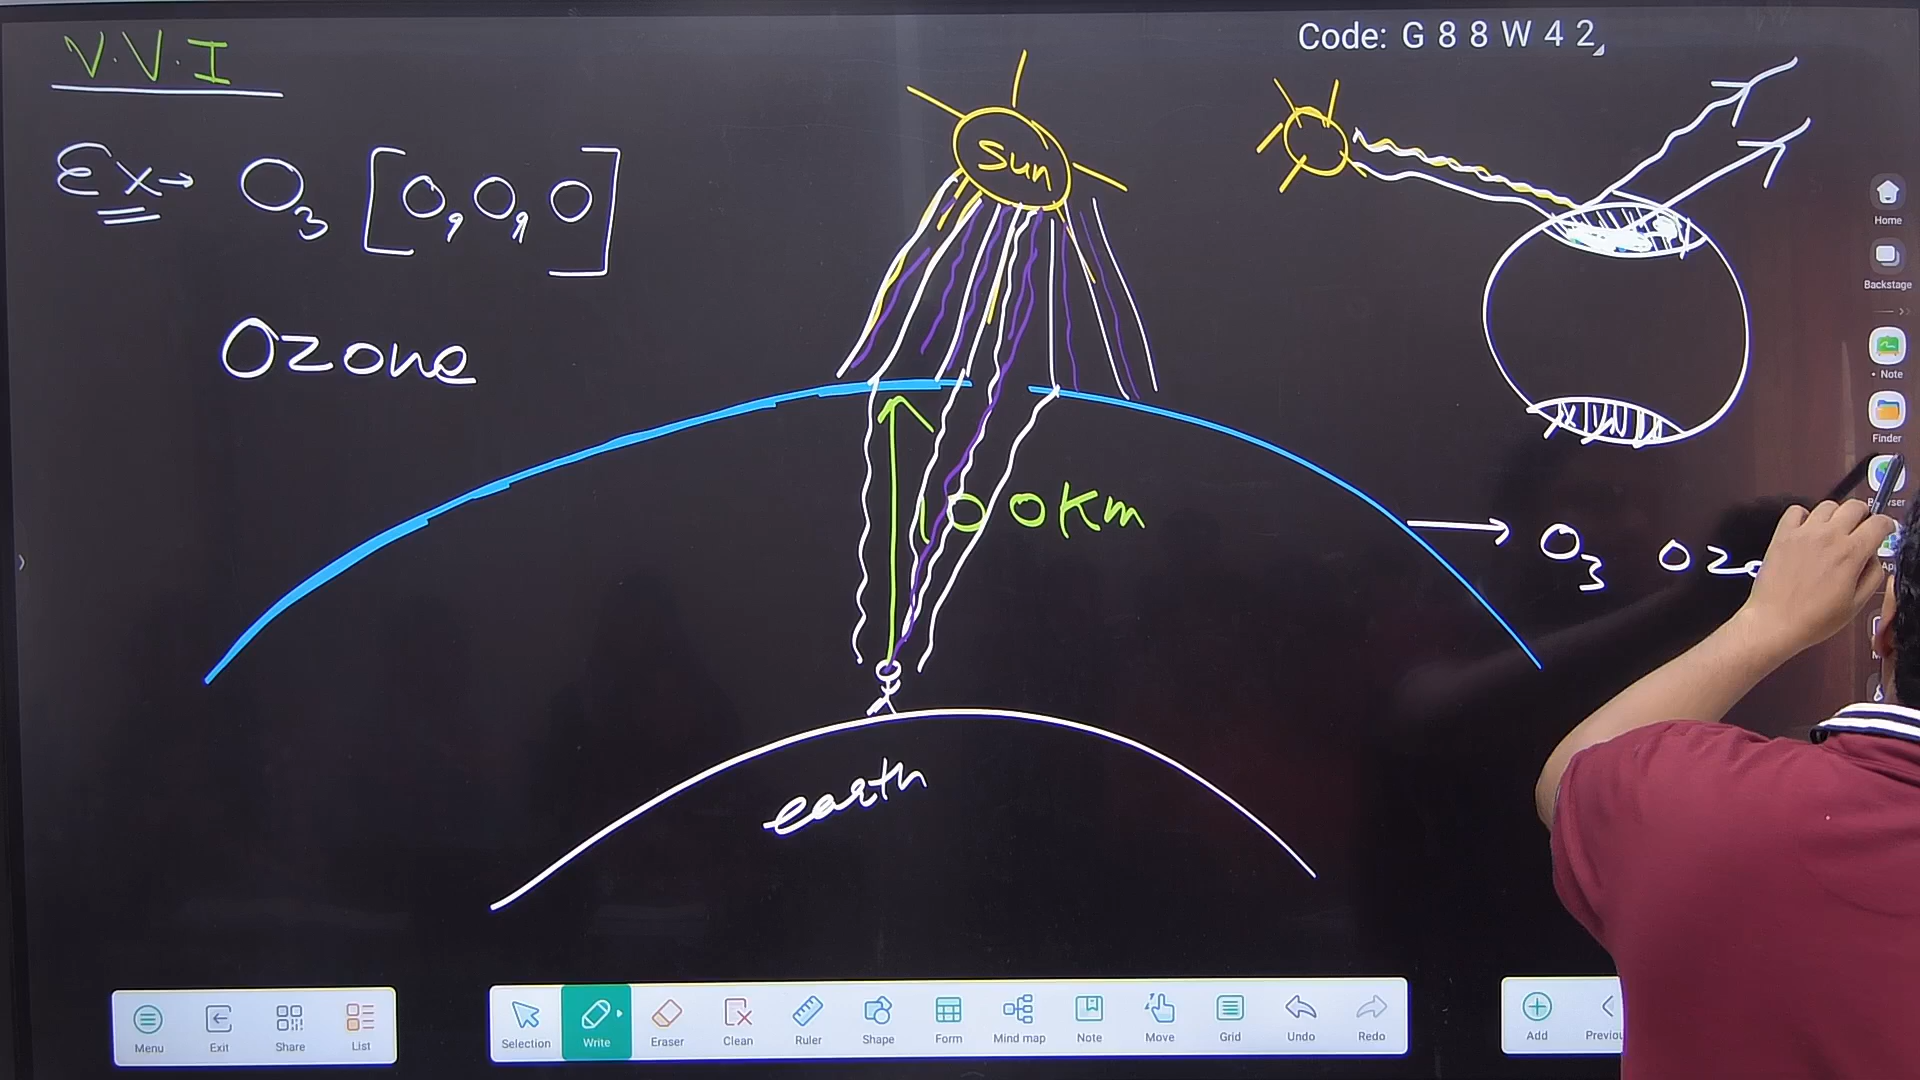 V.V.I
Code: G 8 8 W 4 2
Ex→ O3 [O, O, O]
Sun
Ozone
100Km
→ O3
earth
Home
Backstage
Note
Finder
Menu
Exit
Share
List
Selection
Write
Eraser
Clean
Ruler
Shape
Form
Mind map
Note
Move
Grid
Undo
Redo
Add